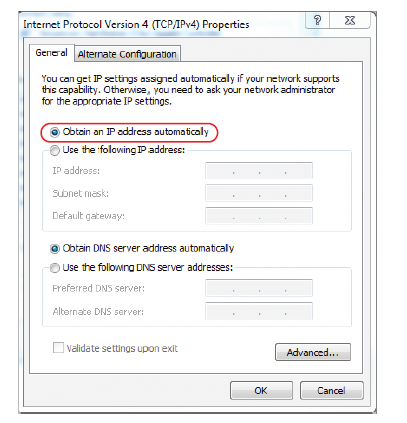 Internet Protocol Version 4 (TCP/IPv4) Properties
General
Alternate Configuration
You can get IP settings assigned automatically if your network supports
this capability. Otherwise, you need to ask your network administrator
for the appropriate IP settings.
Obtain an IP address automatically
Use the following IP address:
IP address:
Subnet mask:
Default gateway:
Obtain DNS server address automatically
Use the following DNS server addresses:
Preferred DNS server:
Alternate DNS server:
Validate settings upon exit
Advanced...
OK
Cancel